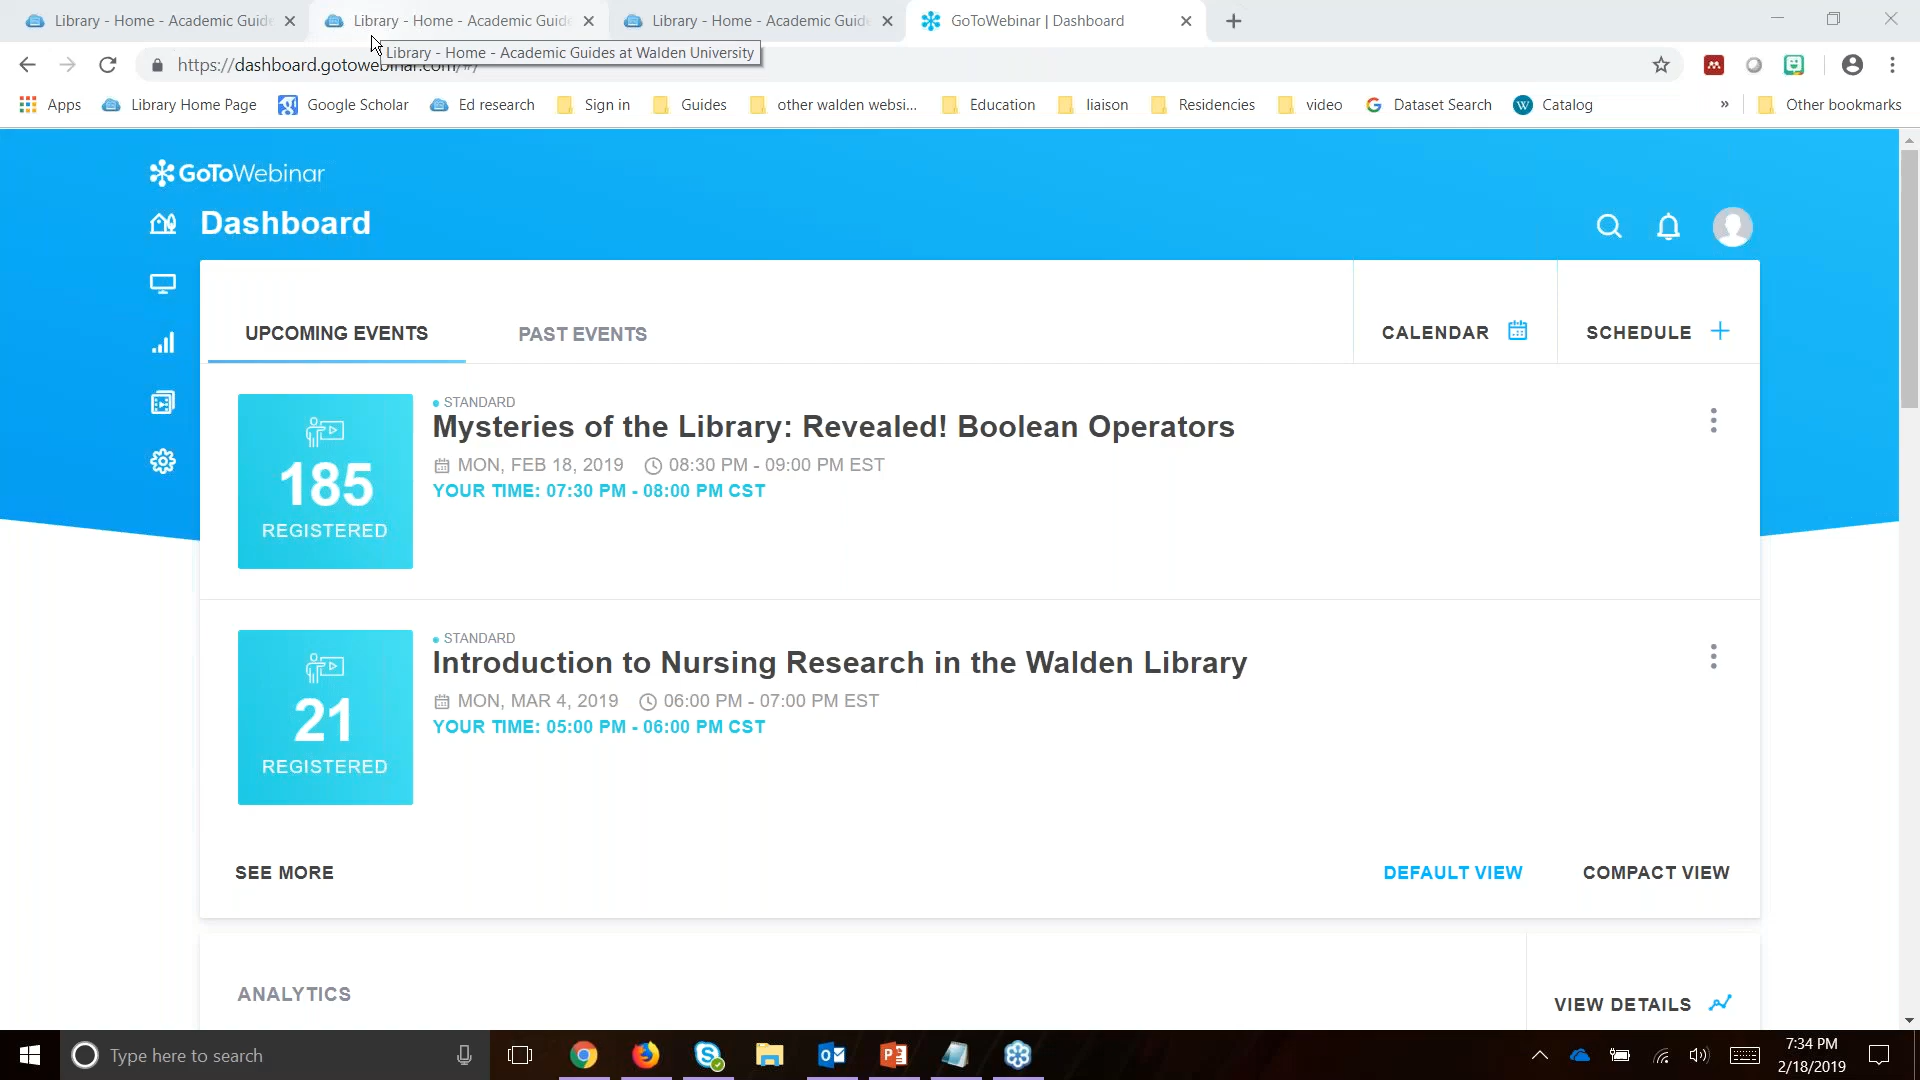 Library - Home - Academic Guide
Library - Home - Academic Guide
Library - Home - Academic Guide
GoToWebinar | Dashboard
Library - Home - Academic Guides at Walden University
https://dashboard.gotowebinar.com/#/
Apps
Library Home Page
Google Scholar
Ed research
Sign in
Guides
other walden websi...
Education
liaison
Residencies
video
Dataset Search
Catalog
»
Other bookmarks
GoToWebinar
Dashboard
UPCOMING EVENTS
PAST EVENTS
CALENDAR
SCHEDULE
185
REGISTERED
STANDARD
Mysteries of the Library: Revealed! Boolean Operators
MON, FEB 18, 2019 08:30 PM - 09:00 PM EST
YOUR TIME: 07:30 PM - 08:00 PM CST
21
REGISTERED
STANDARD
Introduction to Nursing Research in the Walden Library
MON, MAR 4, 2019 06:00 PM - 07:00 PM EST
YOUR TIME: 05:00 PM - 06:00 PM CST
SEE MORE
DEFAULT VIEW
COMPACT VIEW
ANALYTICS
VIEW DETAILS
Type here to search
7:34 PM
2/18/2019